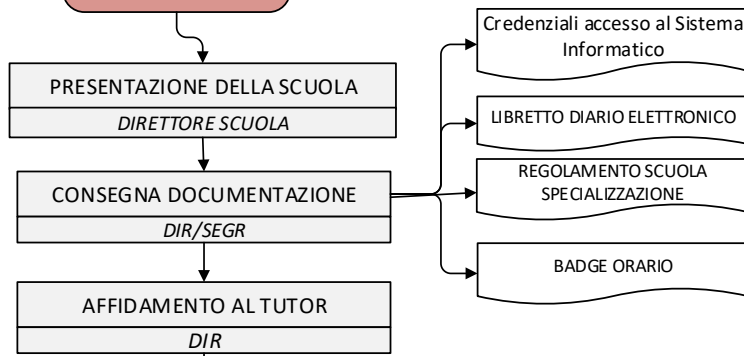 Credenziali accesso al Sistema
Informatico
PRESENTAZIONE DELLA SCUOLA
DIRETTORE SCUOLA
LIBRETTO DIARIO ELETTRONICO
CONSEGNA DOCUMENTAZIONE
DIR/SEGR
REGOLAMENTO SCUOLA
SPECIALIZZAZIONE
BADGE ORARIO
AFFIDAMENTO AL TUTOR
DIR